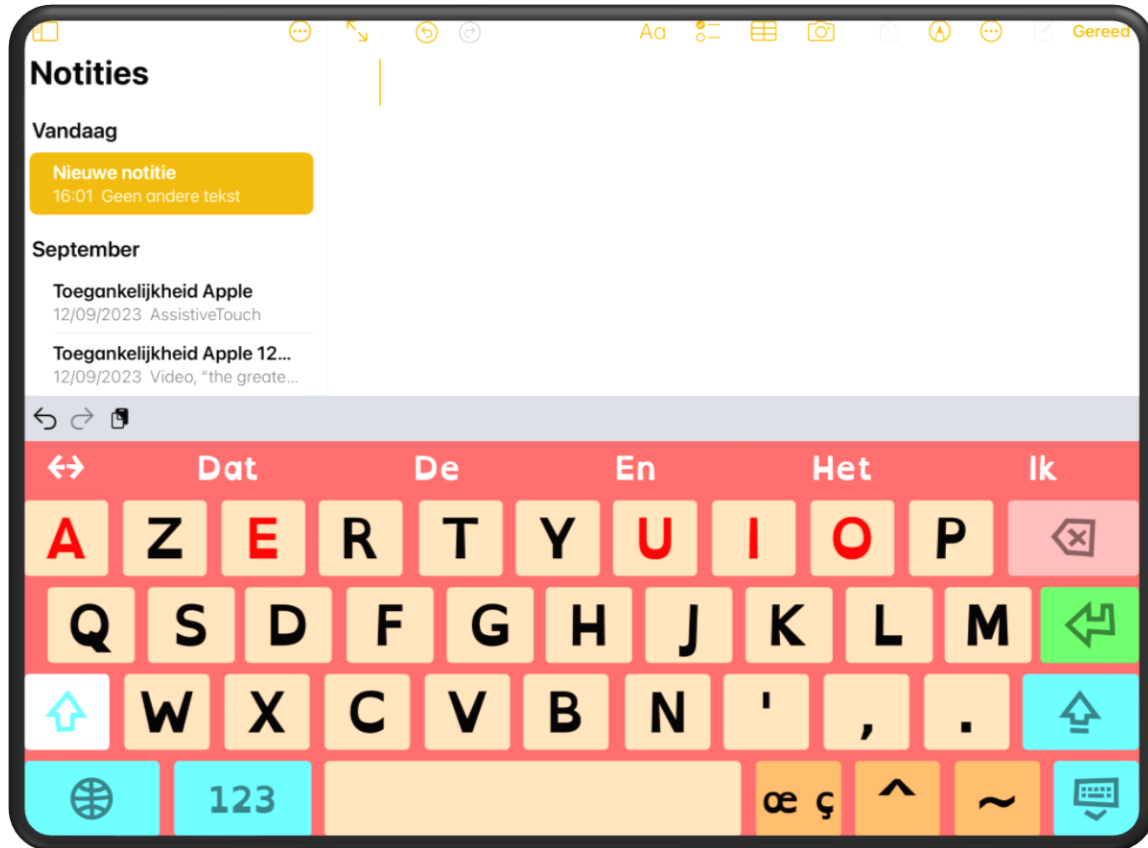 Aa Gereed
Notities
Vandaag
Nieuwe notitie
16:01 Geen andere tekst
September
Toegankelijkheid Apple
12/09/2023 AssistiveTouch
Toegankelijkheid Apple 12...
12/09/2023 Video, “the greate...
Dat De En Het Ik
A Z E R T Y U I O P
Q S D F G H J K L M
W X C V B N ' , .
123 œ ç ^ ~